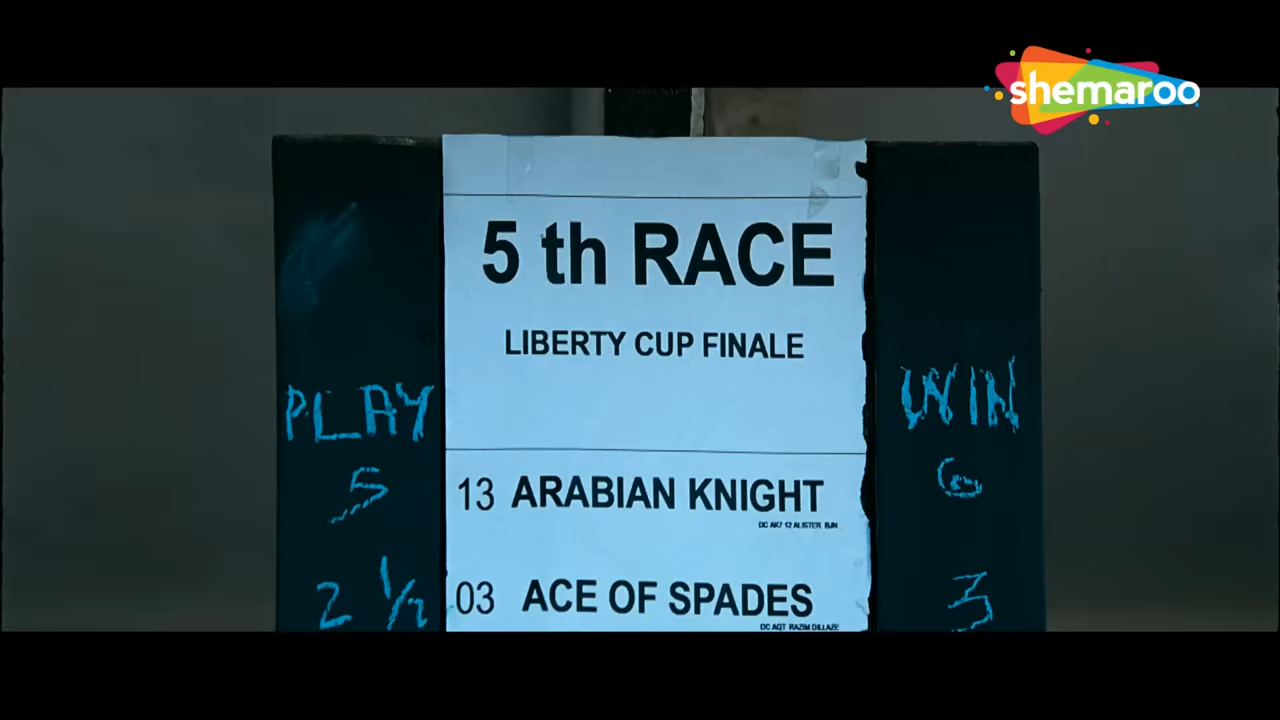 shemaroo
5 th RACE
LIBERTY CUP FINALE
PLAY
WIN
5
13 ARABIAN KNIGHT
6
2 1/2
03 ACE OF SPADES
3